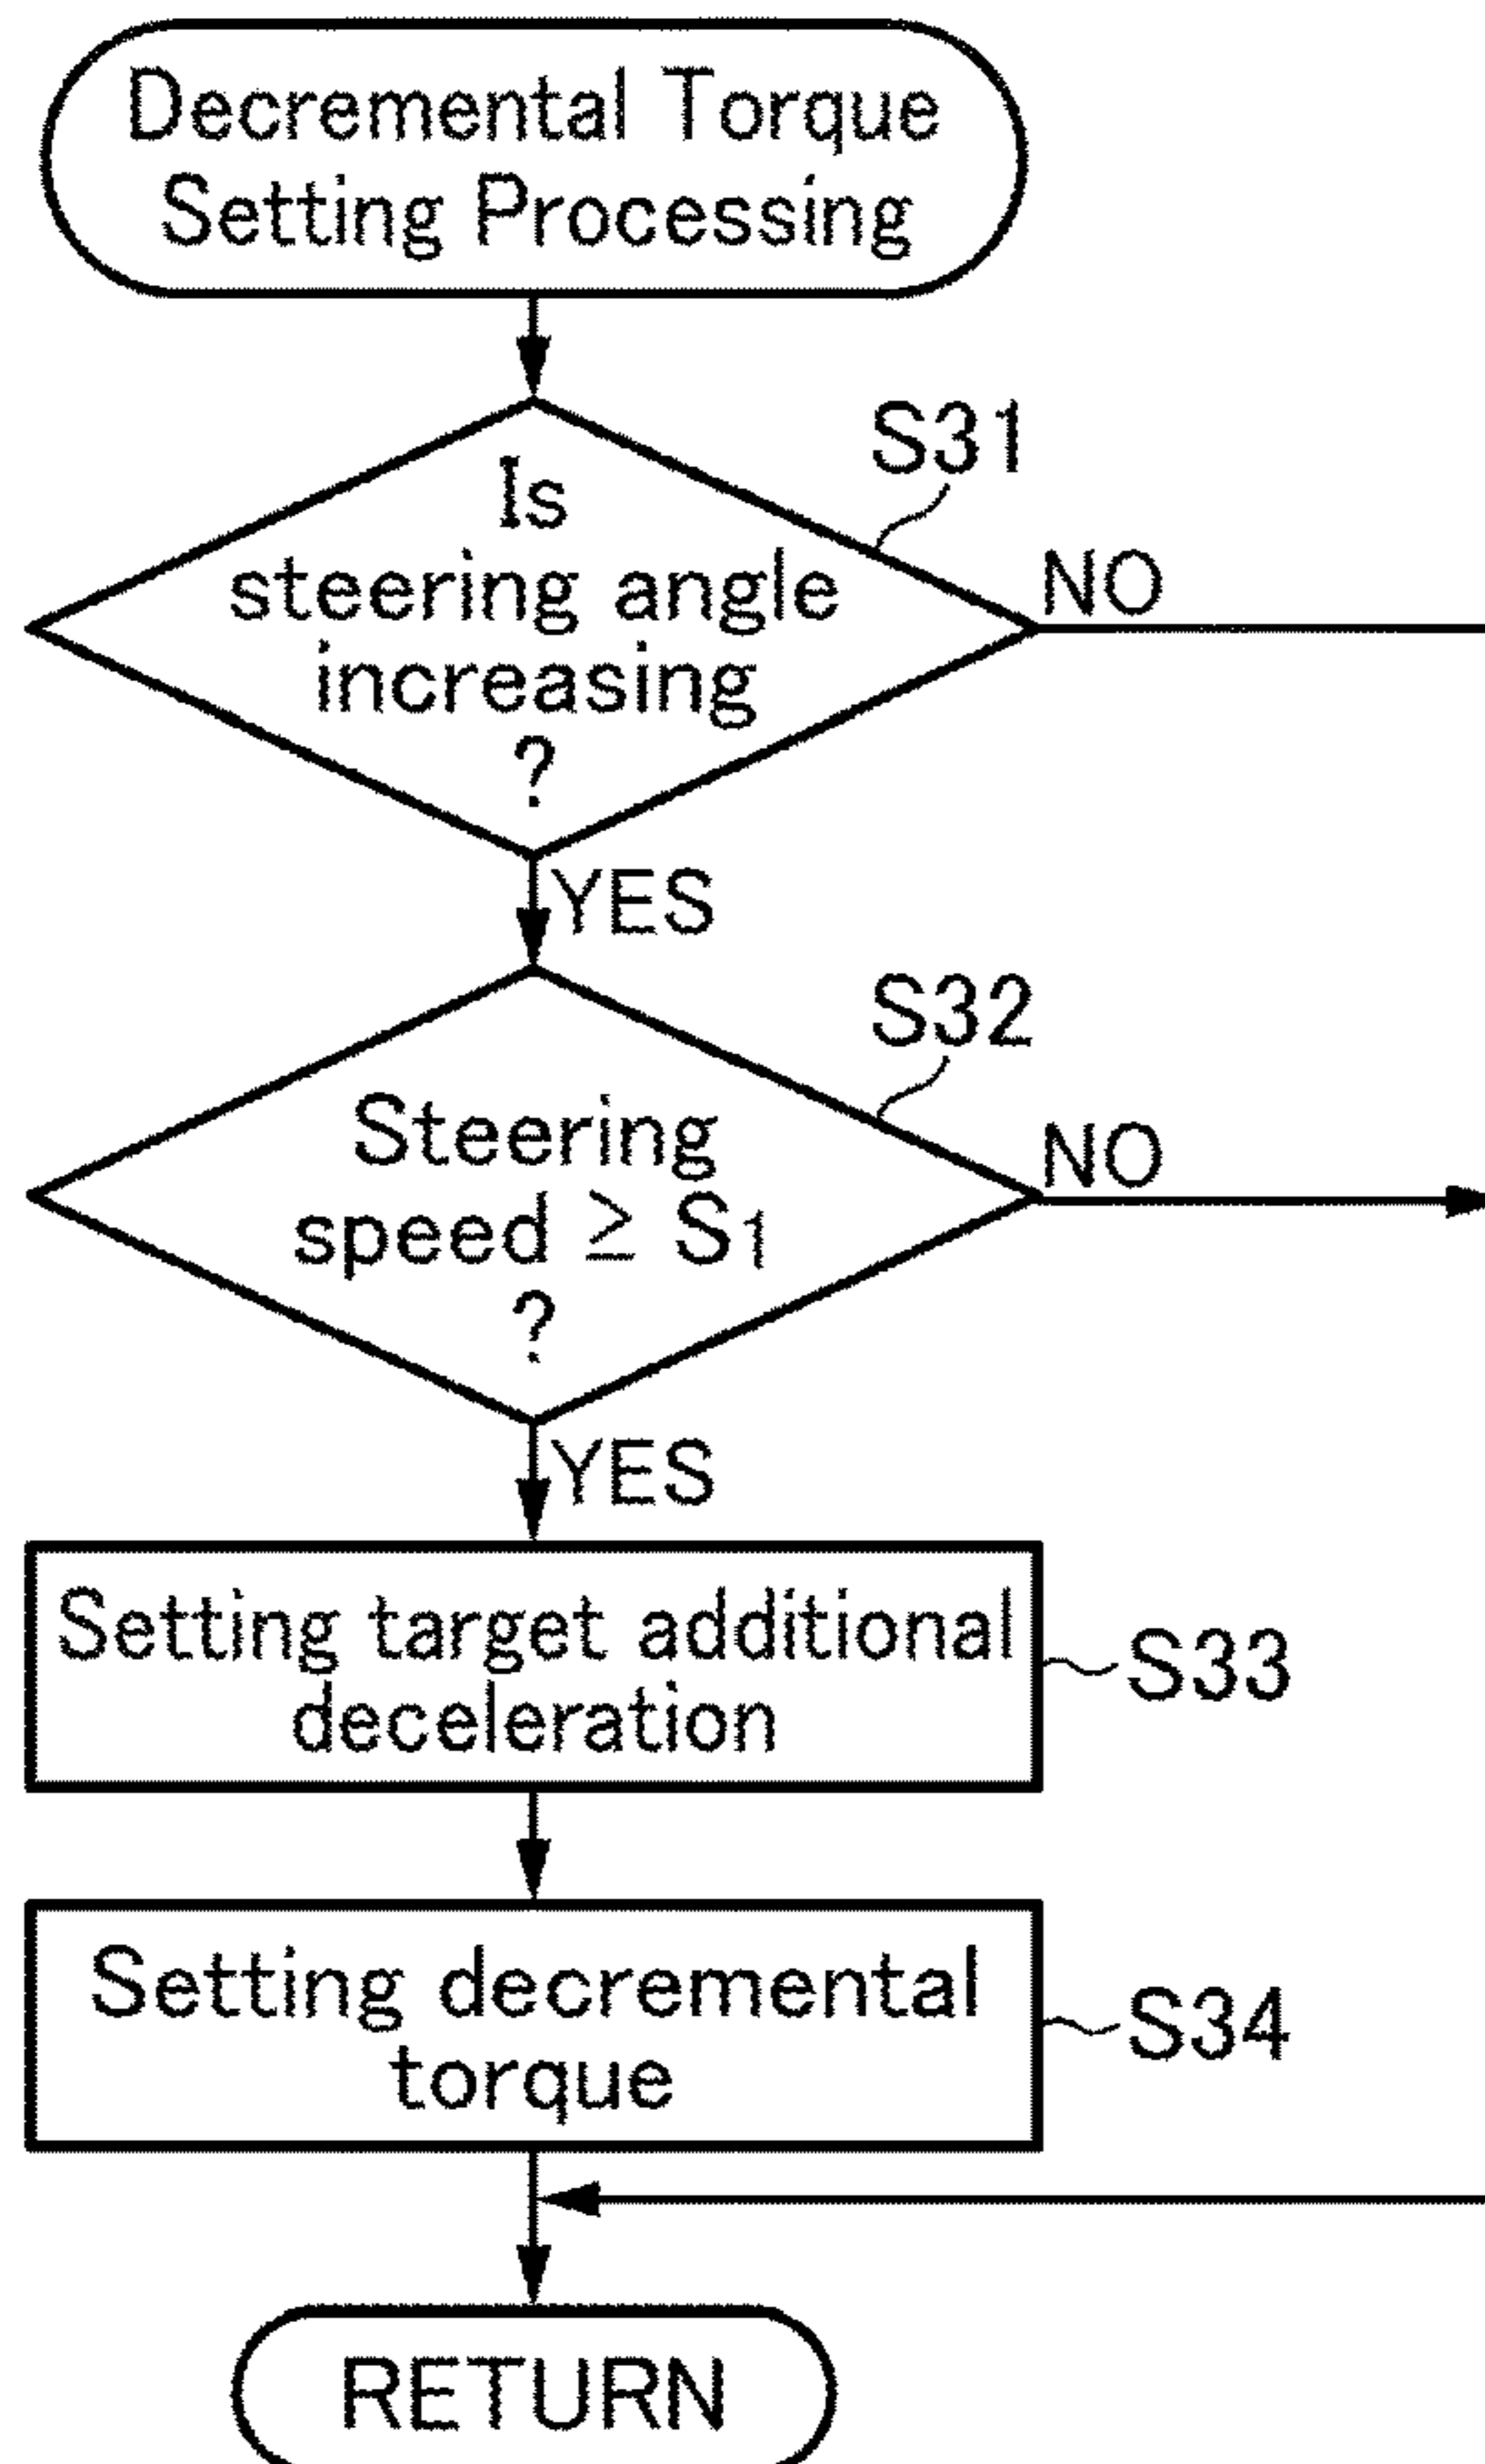 Decremental Torque
Setting Processing
S31
Is
steering angle
increasing
?
NO
YES
S32
Steering
speed ≥ S1
?
NO
YES
Setting target additional
deceleration
S33
Setting decremental
torque
S34
RETURN